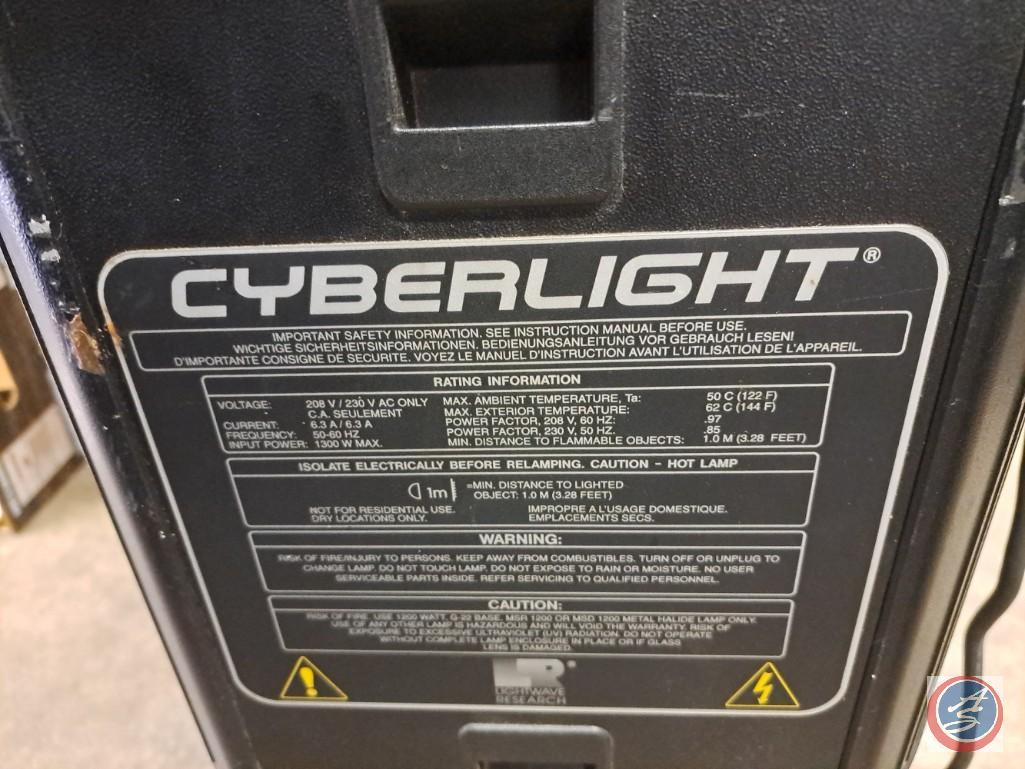 CYBERLIGHT®
IMPORTANT SAFETY INFORMATION. SEE INSTRUCTION MANUAL BEFORE USE.
WICHTIGE SICHERHEITSINFORMATIONEN. BEDIENUNGSANLEITUNG VOR GEBRAUCH LESEN!
D'IMPORTANTE CONSIGNE DE SECURITE. VOYEZ LE MANUEL D'INSTRUCTION AVANT L'UTILISATION DE L'APPAREIL.
RATING INFORMATION
VOLTAGE: 208 V / 230 V AC ONLY
C.A. SEULEMENT
CURRENT: 6.3 A / 6.3 A
FREQUENCY: 50-60 HZ
INPUT POWER: 1300 W MAX.
MAX. AMBIENT TEMPERATURE, Ta: 50 C (122 F)
MAX. EXTERIOR TEMPERATURE: 62 C (144 F)
POWER FACTOR, 208 V, 60 HZ: .97
POWER FACTOR, 230 V, 50 HZ. .85
MIN. DISTANCE TO FLAMMABLE OBJECTS: 1.0 M (3.28 FEET)
ISOLATE ELECTRICALLY BEFORE RELAMPING. CAUTION - HOT LAMP
1m =MIN. DISTANCE TO LIGHTED
OBJECT: 1.0 M (3.28 FEET)
NOT FOR RESIDENTIAL USE.
DRY LOCATIONS ONLY.
IMPROPRE A L'USAGE DOMESTIQUE.
EMPLACEMENTS SECS.
WARNING:
RISK OF FIRE/INJURY TO PERSONS. KEEP AWAY FROM COMBUSTIBLES. TURN OFF OR UNPLUG TO
CHANGE LAMP. DO NOT TOUCH LAMP. DO NOT EXPOSE TO RAIN OR MOISTURE. NO USER
SERVICEABLE PARTS INSIDE. REFER SERVICING TO QUALIFIED PERSONNEL.
CAUTION:
RISK OF FIRE. USE 1200 WATT, G-22 BASE, MSR 1200 OR MSD 1200 METAL HALIDE LAMP ONLY.
USE OF ANY OTHER LAMP IS HAZARDOUS AND WILL VOID THE WARRANTY. RISK OF
EXPOSURE TO EXCESSIVE ULTRAVIOLET (UV) RADIATION. DO NOT OPERATE
WITHOUT COMPLETE LAMP ENCLOSURE IN PLACE OR IF GLASS
LENS IS DAMAGED.
LR®
LIGHTWAVE
RESEARCH
AS